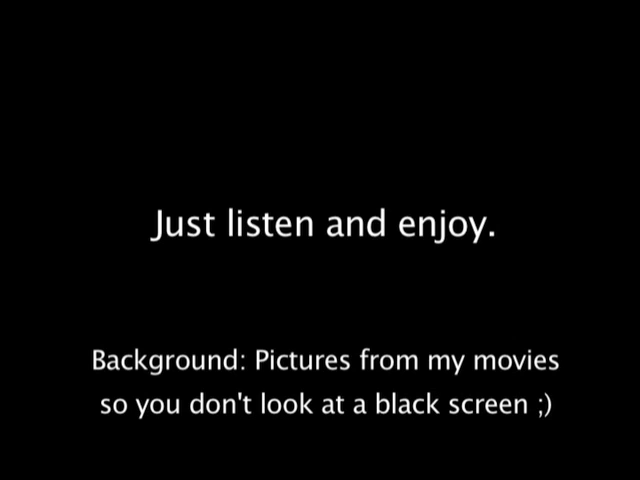 Just listen and enjoy.
Background: Pictures from my movies
so you don't look at a black screen ;)